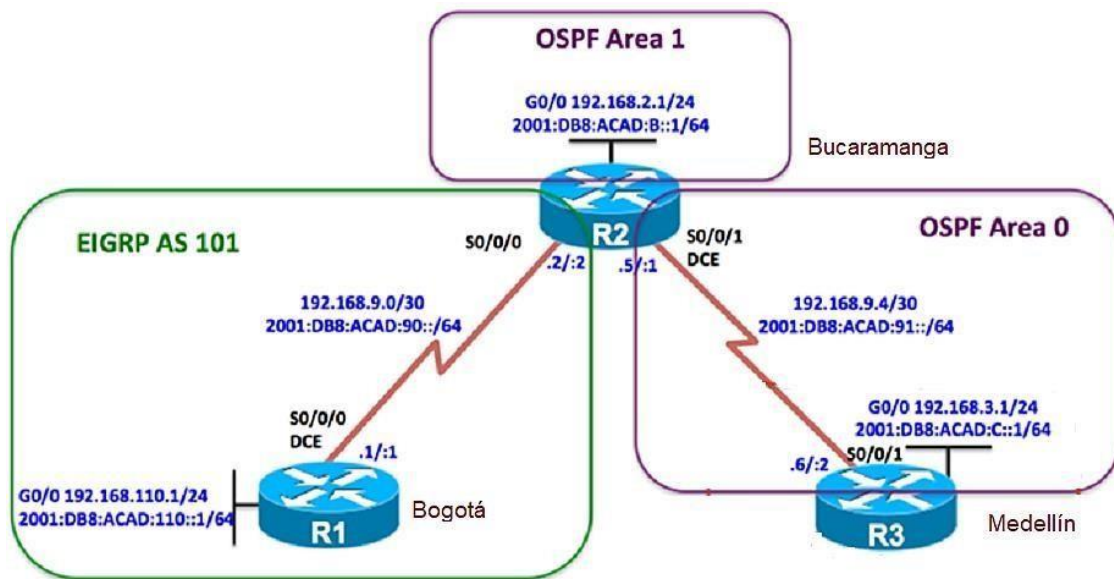 OSPF Area 1
G0/0 192.168.2.1/24
2001:DB8:ACAD:B::1/64
Bucaramanga
EIGRP AS 101
S0/0/0
R2
S0/0/1
DCE
OSPF Area 0
.2/:2
.5/:1
192.168.9.0/30
2001:DB8:ACAD:90::/64
192.168.9.4/30
2001:DB8:ACAD:91::/64
S0/0/0
DCE
.1/:1
G0/0 192.168.3.1/24
2001:DB8:ACAD:C::1/64
.6/:2
S0/0/1
G0/0 192.168.110.1/24
2001:DB8:ACAD:110::1/64
R1
Bogotá
R3
Medellín